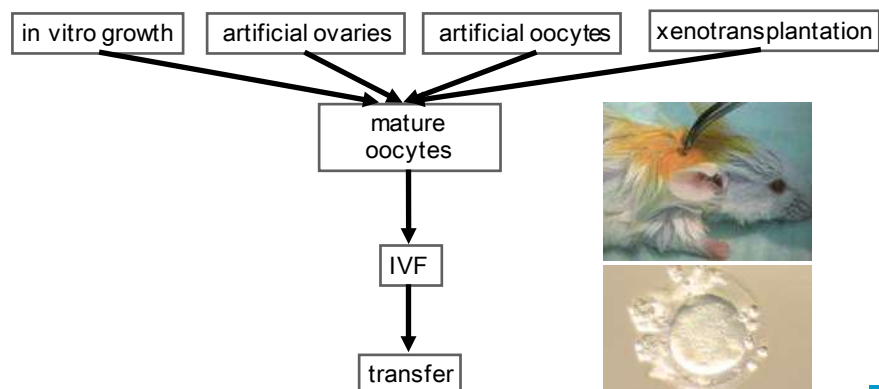 in vitro growth
artificial ovaries
artificial oocytes
xenotransplantation
mature
oocytes
IVF
transfer